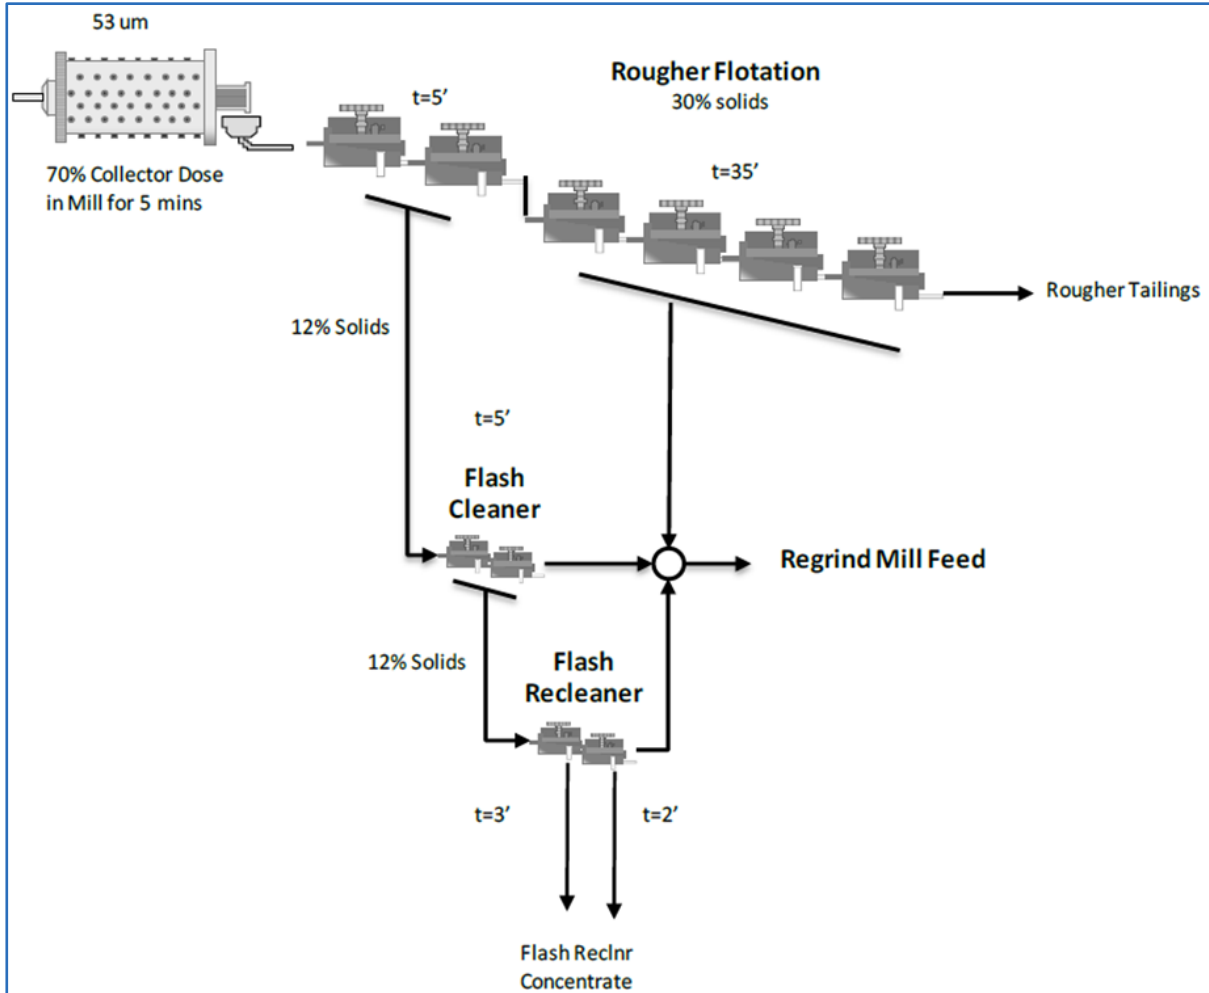 53 um
70% Collector Dose
in Mill for 5 mins
t=5’
Rougher Flotation
30% solids
t=35’
Rougher Tailings
12% Solids
t=5’
Flash
Cleaner
Regrind Mill Feed
12% Solids
Flash
Recleaner
t=3’
t=2’
Flash Reclnr
Concentrate